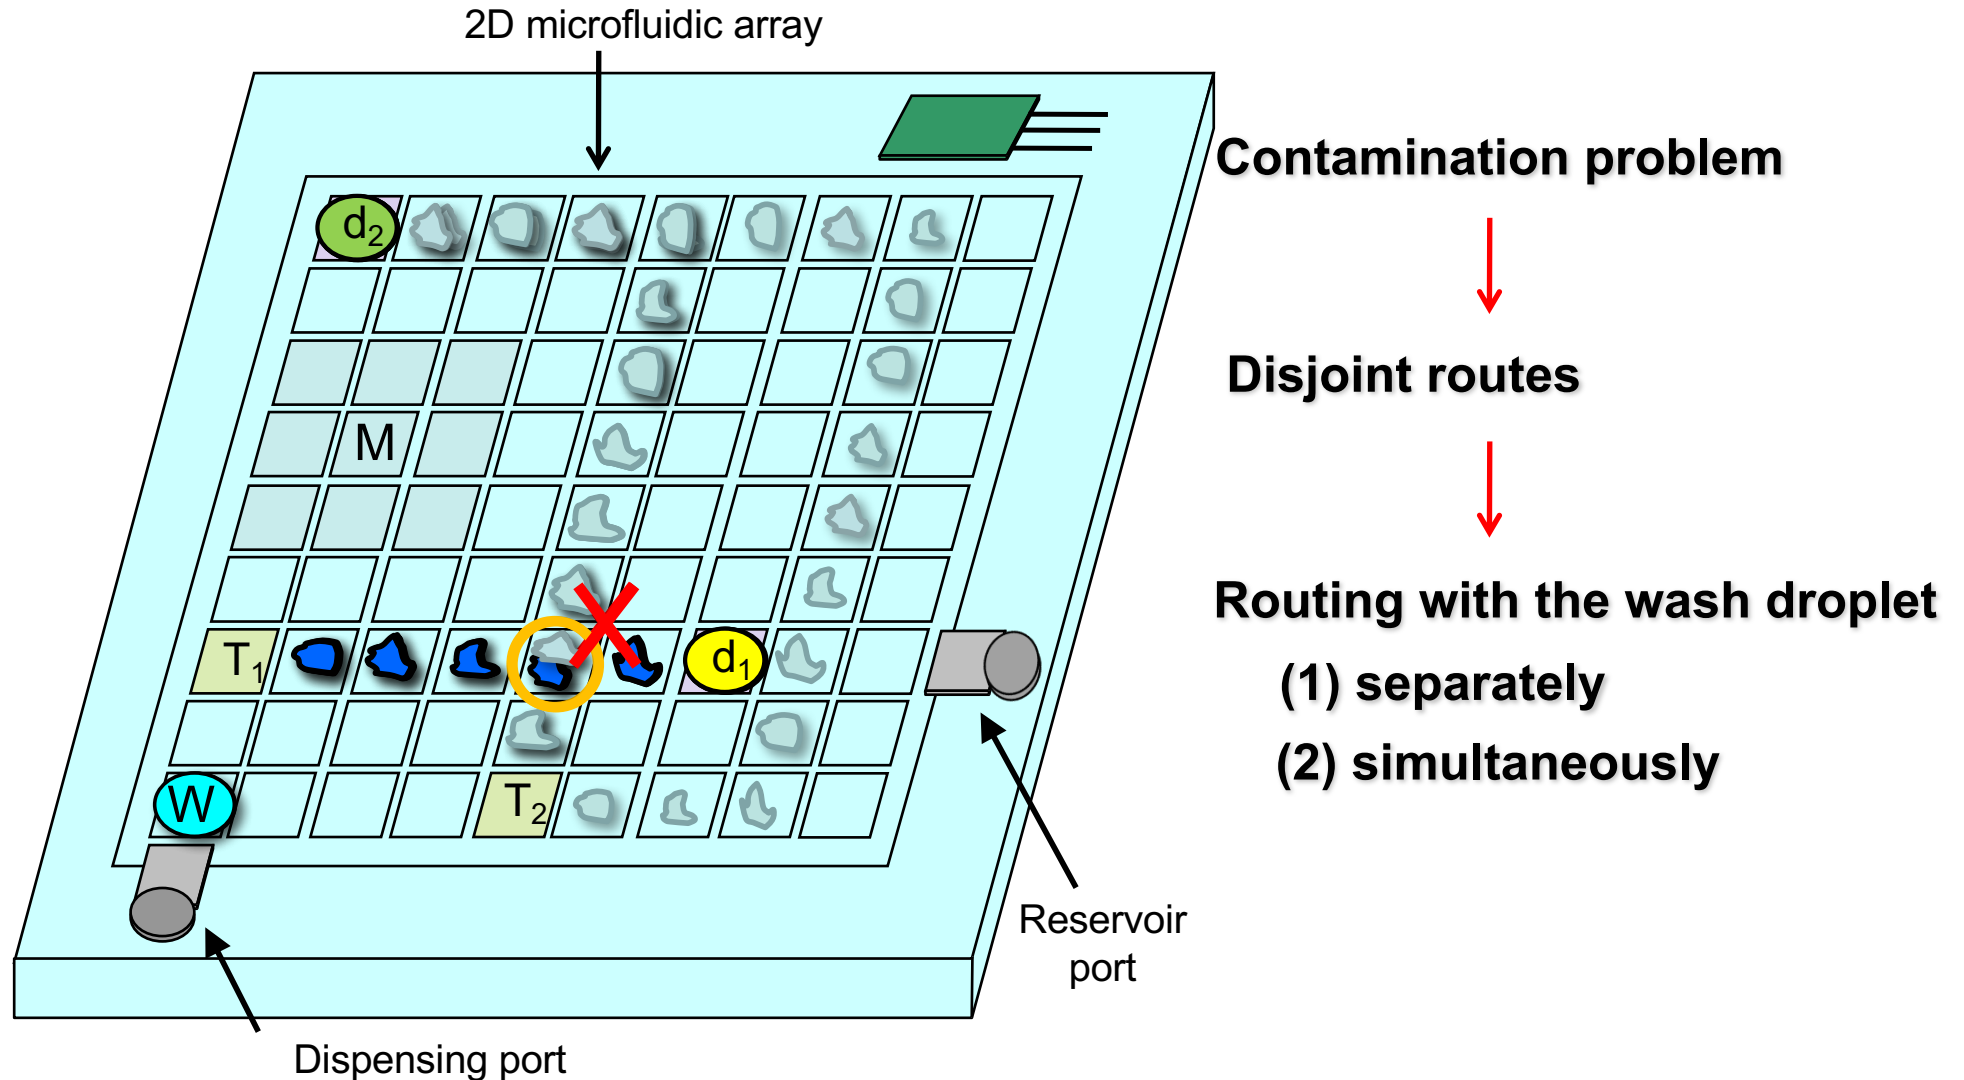 2D microfluidic array
Contamination problem
d2
Disjoint routes
M
Routing with the wash droplet
T1
d1
(1) separately
(2) simultaneously
W
T2
Reservoir
port
Dispensing port